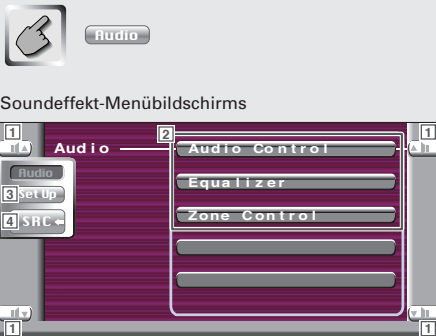 Audio
Soundeffekt-Menübildschirms
1 2 1
Audio Audio Control
Audio
Equalizer
3 Set Up
Zone Control
4 SRC
1 1